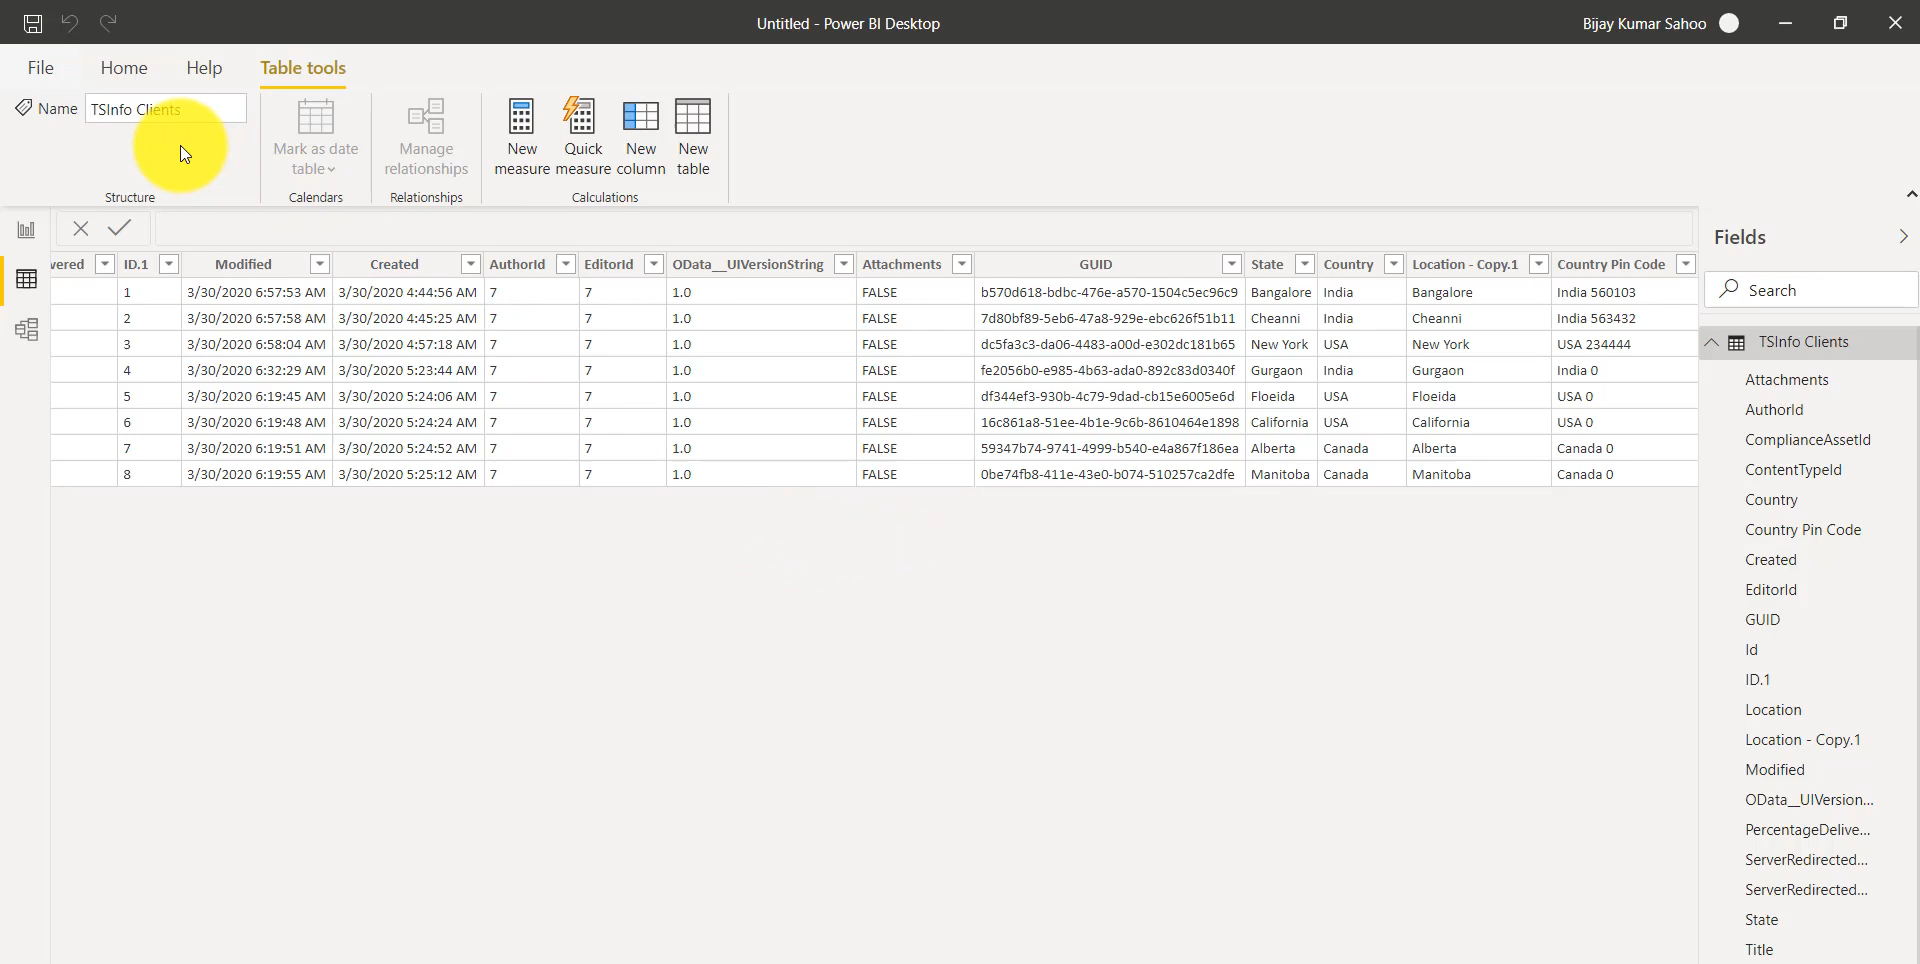 Untitled - Power BI Desktop
Bijay Kumar Sahoo
File Home Help Table tools
Name TSInfo Clients
Mark as date table
Manage relationships
New measure
Quick measure
New column
New table
Structure Calendars Relationships Calculations
vered ID.1 Modified Created AuthorId EditorId OData__UIVersionString Attachments GUID State Country Location - Copy.1 Country Pin Code
1 3/30/2020 6:57:53 AM 3/30/2020 4:44:56 AM 7 7 1.0 FALSE b570d618-bdbc-476e-a570-1504c5ec96c9 Bangalore India Bangalore India 560103
2 3/30/2020 6:57:58 AM 3/30/2020 4:45:25 AM 7 7 1.0 FALSE 7d80bf89-5eb6-47a8-929e-ebc626f51b11 Cheanni India Cheanni India 563432
3 3/30/2020 6:58:04 AM 3/30/2020 4:57:18 AM 7 7 1.0 FALSE dc5fa3c3-da06-4483-a00d-e302dc181b65 New York USA New York USA 234444
4 3/30/2020 6:32:29 AM 3/30/2020 5:23:44 AM 7 7 1.0 FALSE fe2056b0-e985-4b63-ada0-892c83d0340f Gurgaon India Gurgaon India 0
5 3/30/2020 6:19:45 AM 3/30/2020 5:24:06 AM 7 7 1.0 FALSE df344ef3-930b-4c79-9dad-cb15e6005e6d Floeida USA Floeida USA 0
6 3/30/2020 6:19:48 AM 3/30/2020 5:24:24 AM 7 7 1.0 FALSE 16c861a8-51ee-4b1e-9c6b-8610464e1898 California USA California USA 0
7 3/30/2020 6:19:51 AM 3/30/2020 5:24:52 AM 7 7 1.0 FALSE 59347b74-9741-4999-b540-e4a867f186ea Alberta Canada Alberta Canada 0
8 3/30/2020 6:19:55 AM 3/30/2020 5:25:12 AM 7 7 1.0 FALSE 0be74fb8-411e-43e0-b074-510257ca2dfe Manitoba Canada Manitoba Canada 0
Fields
Search
TSInfo Clients
Attachments
AuthorId
ComplianceAssetId
ContentTypeId
Country
Country Pin Code
Created
EditorId
GUID
Id
ID.1
Location
Location - Copy.1
Modified
OData__UIVersion...
PercentageDelive...
ServerRedirected...
ServerRedirected...
State
Title